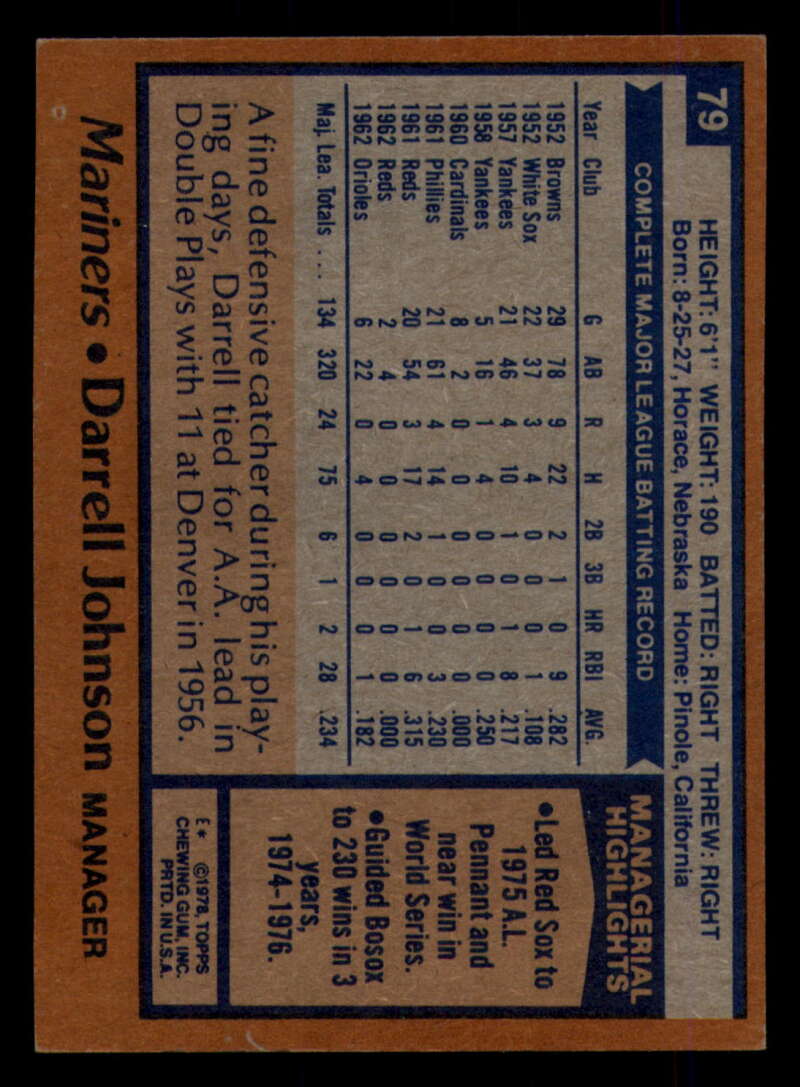 79
HEIGHT: 6'1" WEIGHT: 190 BATTED: RIGHT THREW: RIGHT
Born: 8-25-27, Horace, Nebraska Home: Pinole, California
COMPLETE MAJOR LEAGUE BATTING RECORD
Year Club G AB R H 2B 3B HR RBI AVG.
1952 Browns 29 78 9 22 2 1 0 9 .282
1952 White Sox 22 37 3 4 0 0 0 1 .108
1957 Yankees 21 46 4 10 1 0 1 8 .217
1958 Yankees 5 16 1 4 0 0 0 0 .250
1960 Cardinals 8 2 0 0 0 0 0 0 .000
1961 Phillies 21 61 4 14 1 0 0 3 .230
1961 Reds 20 54 3 17 2 0 1 6 .315
1962 Reds 2 4 0 0 0 0 0 0 .000
1962 Orioles 6 22 0 4 0 0 0 1 .182
Maj. Lea. Totals .... 134 320 24 75 6 1 2 28 .234
A fine defensive catcher during his play-
ing days, Darrell tied for A.A. lead in
Double Plays with 11 at Denver in 1956.
MANAGERIAL
HIGHLIGHTS
•Led Red Sox to
1975 A.L.
Pennant and
near win in
World Series.
•Guided Bosox
to 230 wins in 3
years,
1974-1976.
E* ©1978, TOPPS
CHEWING GUM, INC.
PRTD. IN U.S.A.
Mariners • Darrell Johnson MANAGER